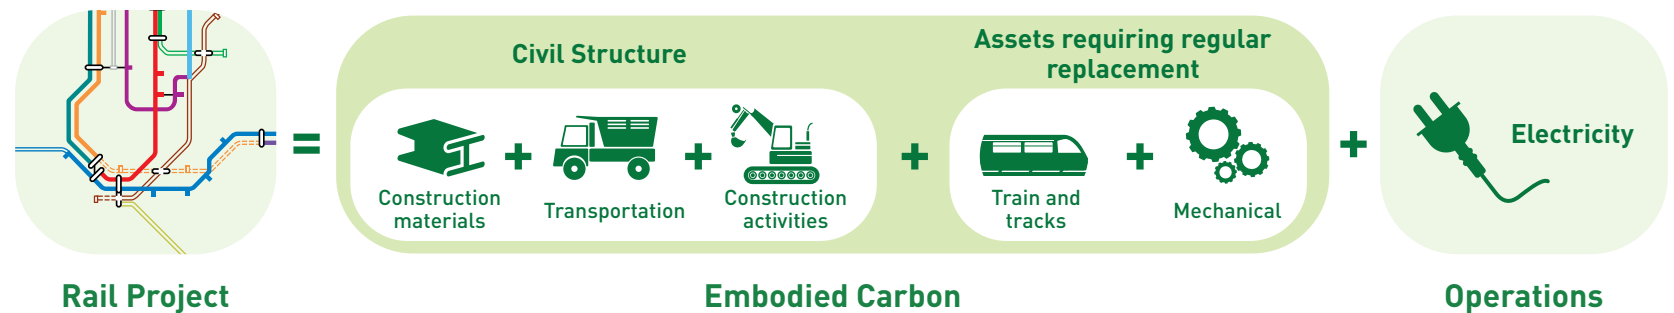 Civil Structure
Assets requiring regular
replacement
=
Construction
materials
+
Transportation
+
Construction
activities
+
Train and
tracks
+
Mechanical
+
Electricity
Rail Project
Embodied Carbon
Operations